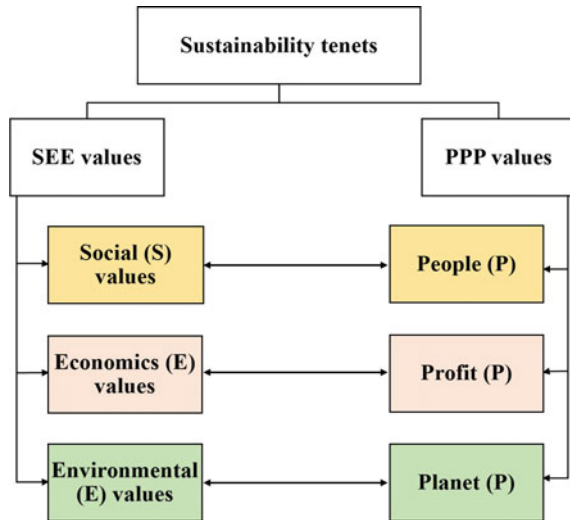 Sustainability tenets
SEE values
PPP values
Social (S)
values
People (P)
Economics (E)
values
Profit (P)
Environmental
(E) values
Planet (P)